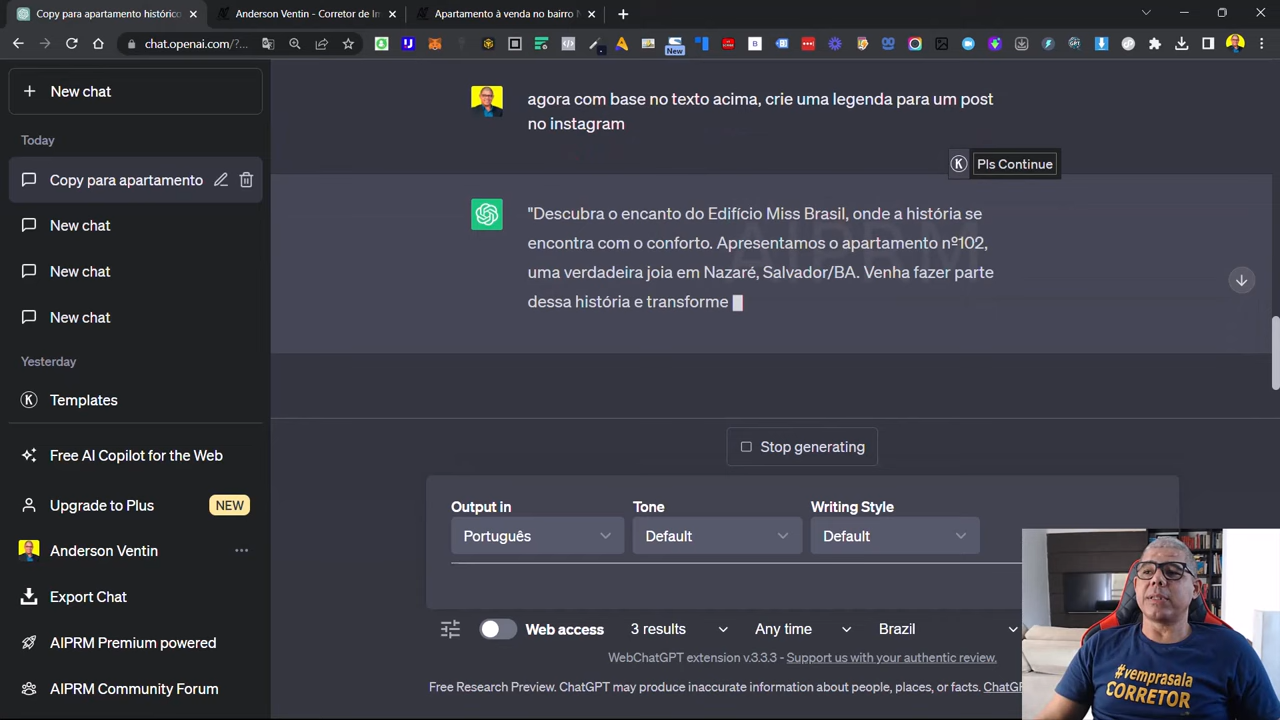 Copy para apartamento histórico
Anderson Ventin - Corretor de Im
Apartamento à venda no bairro N
chat.openai.com/?...
New
New chat
Today
Copy para apartamento
New chat
New chat
New chat
Yesterday
Templates
Free AI Copilot for the Web
Upgrade to Plus
NEW
Anderson Ventin
Export Chat
AIPRM Premium powered
AIPRM Community Forum
agora com base no texto acima, crie uma legenda para um post
no instagram
K
Pls Continue
"Descubra o encanto do Edifício Miss Brasil, onde a história se
encontra com o conforto. Apresentamos o apartamento nº102,
uma verdadeira joia em Nazaré, Salvador/BA. Venha fazer parte
dessa história e transforme
AIPRM
Stop generating
Output in
Tone
Writing Style
Português
Default
Default
Web access
3 results
Any time
Brazil
WebChatGPT extension v.3.3.3 - Support us with your authentic review.
Free Research Preview. ChatGPT may produce inaccurate information about people, places, or facts. ChatG
#vemprasala
CORRETOR